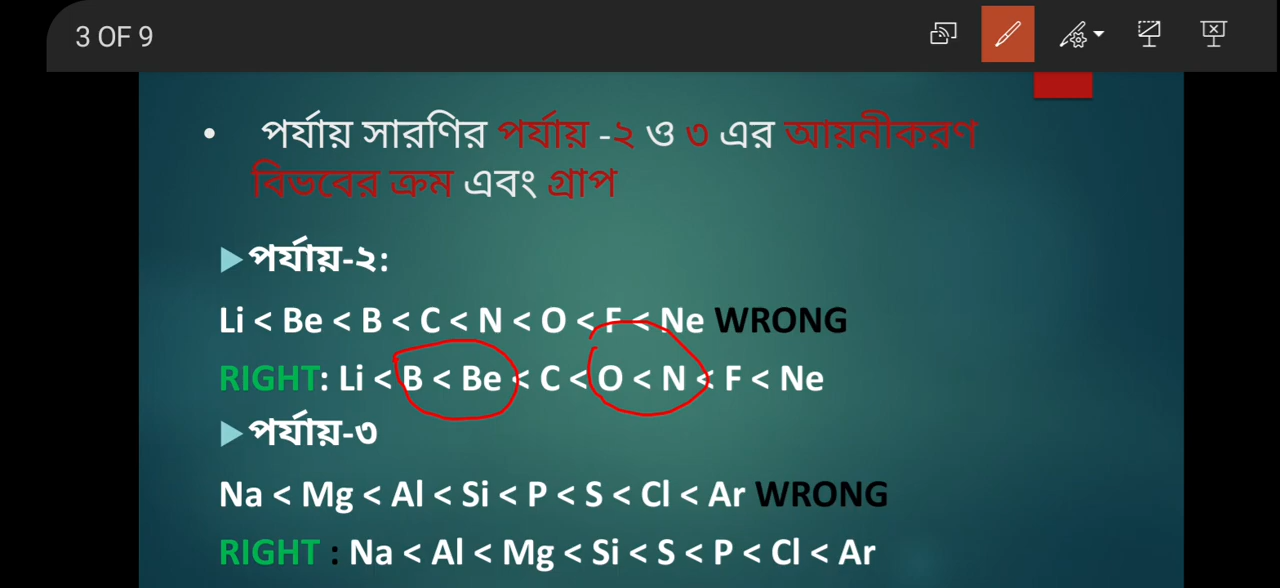 3 OF 9
• পর্যায় সারণির পর্যায় -২ ও ৩ এর আয়নীকরণ
বিভবের ক্রম এবং গ্রাপ
পর্যায়-২:
Li < Be < B < C < N < O < F < Ne WRONG
RIGHT: Li < B < Be < C < O < N < F < Ne
পর্যায়-৩
Na < Mg < Al < Si < P < S < Cl < Ar WRONG
RIGHT : Na < Al < Mg < Si < S < P < Cl < Ar